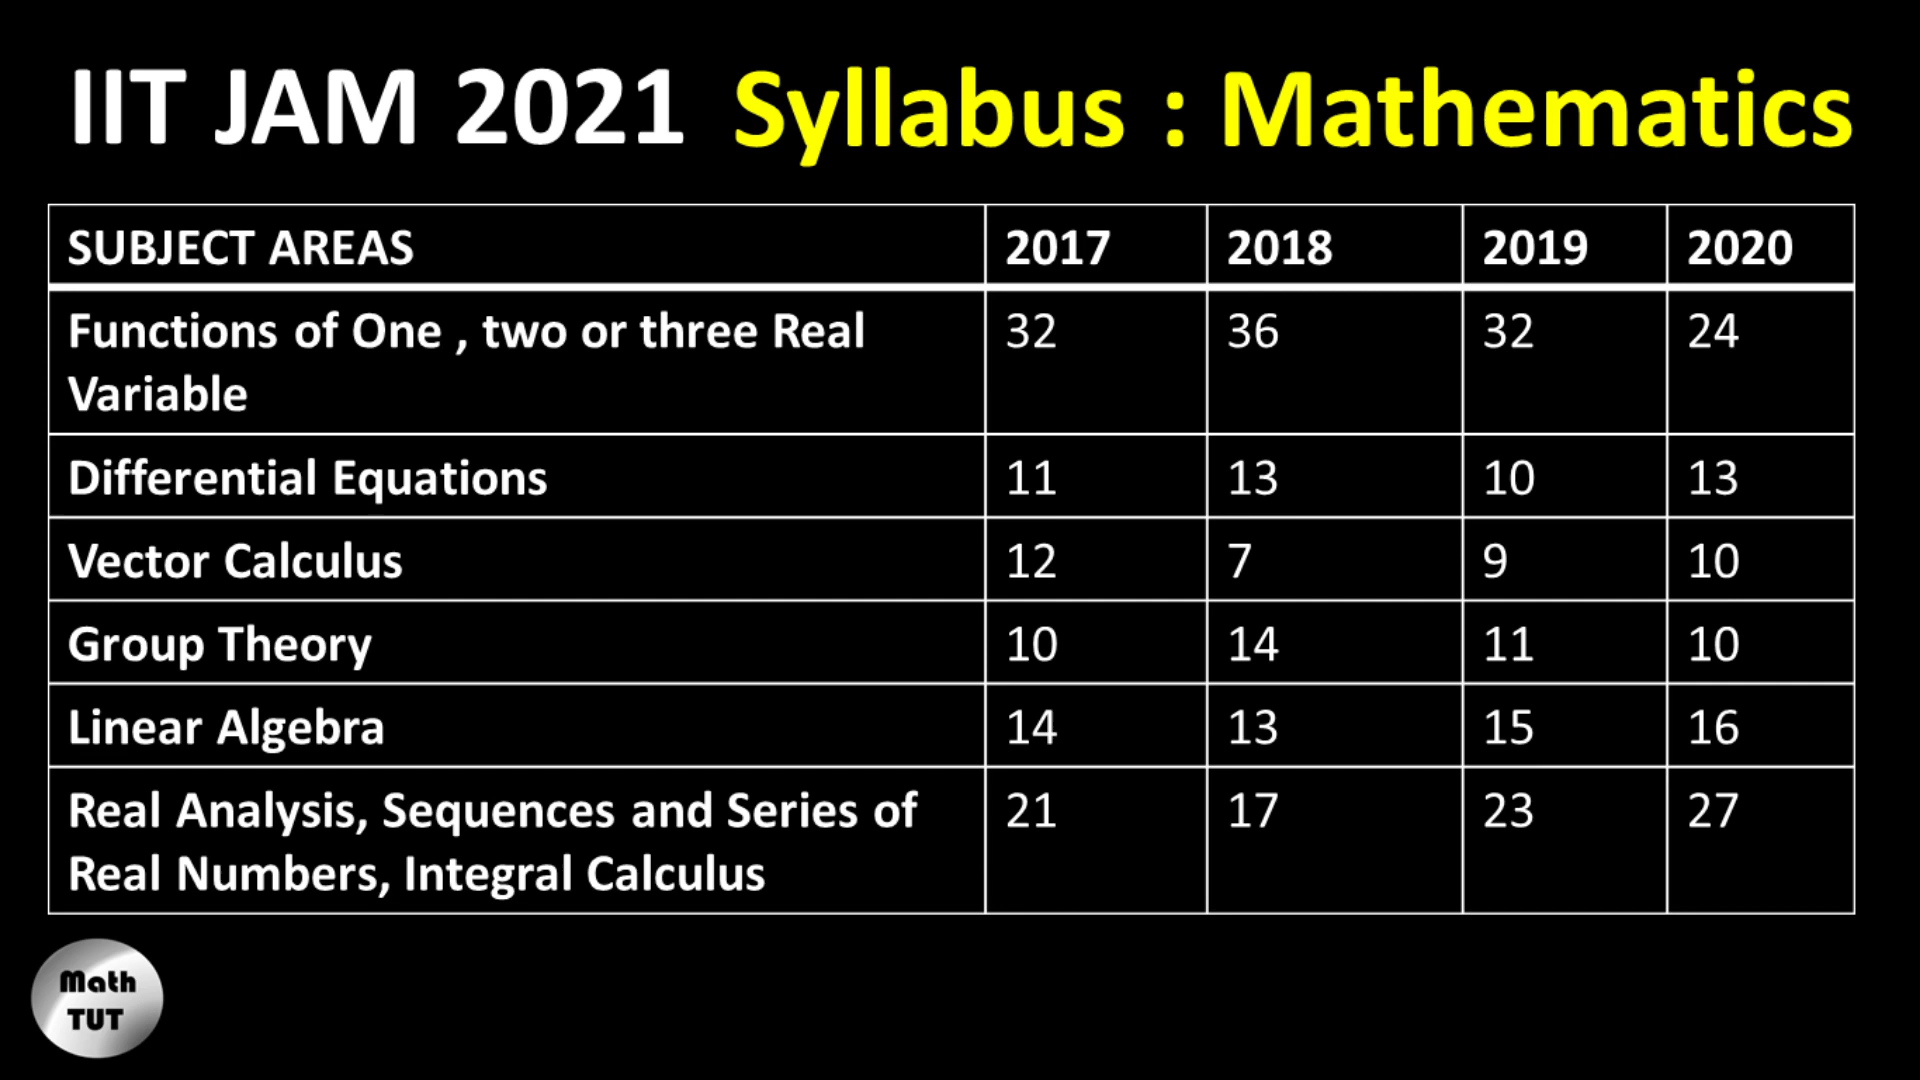 IIT JAM 2021 Syllabus : Mathematics
SUBJECT AREAS 2017 2018 2019 2020
Functions of One , two or three Real 32 36 32 24
Variable
Differential Equations 11 13 10 13
Vector Calculus 12 7 9 10
Group Theory 10 14 11 10
Linear Algebra 14 13 15 16
Real Analysis, Sequences and Series of 21 17 23 27
Real Numbers, Integral Calculus
Math
TUT